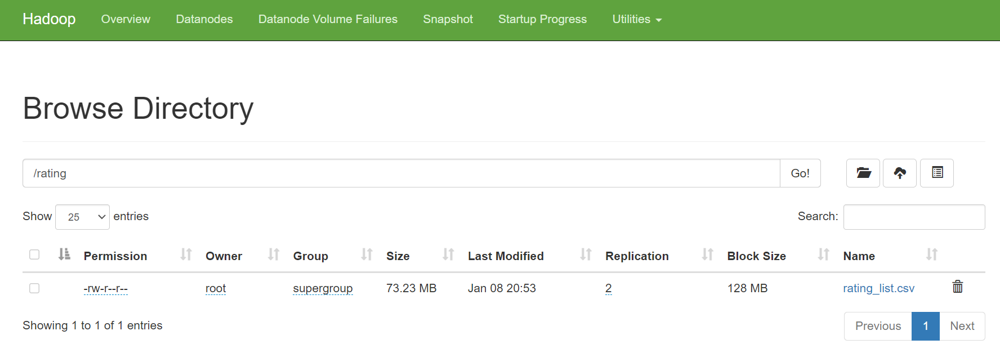 Hadoop Overview Datanodes Datanode Volume Failures Snapshot Startup Progress Utilities
Browse Directory
/rating Go!
Show 25 entries Search:
Permission Owner Group Size Last Modified Replication Block Size Name
-rw-r--r-- root supergroup 73.23 MB Jan 08 20:53 2 128 MB rating_list.csv
Showing 1 to 1 of 1 entries Previous 1 Next